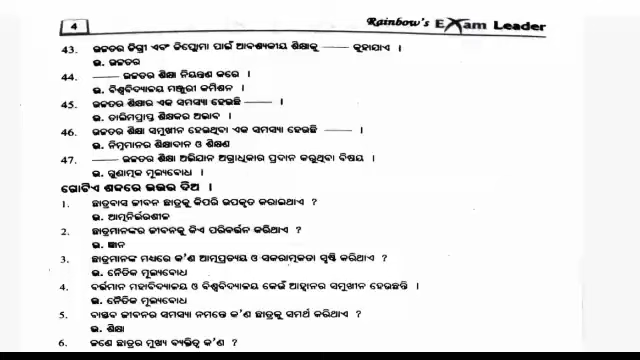 4
Rainbow's Exam Leader
43. ଉଚ୍ଚତର ଡିଗ୍ରୀ ଏବଂ ଡିପ୍ଲୋମା ପାଇଁ ଆବଶ୍ୟକୀୟ ଶିକ୍ଷାକୁ —— କୁହାଯାଏ ।
ଉ. ଉଚ୍ଚତର
44. —— ଉଚ୍ଚତର ଶିକ୍ଷା ନିୟନ୍ତ୍ରଣ କରେ ।
ଉ. ବିଶ୍ୱବିଦ୍ୟାଳୟ ମଞ୍ଜୁରୀ କମିଶନ ।
45. ଉଚ୍ଚତର ଶିକ୍ଷାର ଏକ ସମସ୍ୟା ହେଉଛି —— ।
ଉ. ତାଲିମପ୍ରାପ୍ତ ଶିକ୍ଷକର ଅଭାବ ।
46. ଉଚ୍ଚତର ଶିକ୍ଷା ସମୁଖୀନ ହେଉଥିବା ଏକ ସମସ୍ୟା ହେଉଛି —— ।
ଉ. ନିମ୍ନମାନର ଶିକ୍ଷାଦାନ ଓ ଶିକ୍ଷଣ
47. —— ଉଚ୍ଚତର ଶିକ୍ଷା ଅଭିଯାନ ଅଗ୍ରାଧିକାର ପ୍ରଦାନ କରୁଥିବା ବିଷୟ ।
ଉ. ଗୁଣାତ୍ମକ ମୂଲ୍ୟବୋଧ ।
ଗୋଟିଏ ଶବ୍ଦରେ ଉତ୍ତର ଦିଅ ।
1. ଛାତ୍ରବାସ ଜୀବନ ଛାତ୍ରକୁ କିପରି ଉପକୃତ କରାଇଥାଏ ?
ଉ. ଆତ୍ମନିର୍ଭରଶୀଳ
2. ଛାତ୍ରମାନଙ୍କର ଜୀବନକୁ କିଏ ପରିବର୍ତ୍ତନ କରିଥାଏ ?
ଉ. ଜ୍ଞାନ
3. ଛାତ୍ରମାନଙ୍କ ମଧ୍ୟରେ କ'ଣ ଆତ୍ମପ୍ରତ୍ୟୟ ଓ ସକରାତ୍ମକତା ସୃଷ୍ଟି କରିଥାଏ ?
ଉ. ନୈତିକ ମୂଲ୍ୟବୋଧ
4. ବର୍ତ୍ତମାନ ମହାବିଦ୍ୟାଳୟ ଓ ବିଶ୍ୱବିଦ୍ୟାଳୟ କେଉଁ ଆହ୍ୱାନର ସମୁଖୀନ ହେଉଛନ୍ତି ।
ଉ. ନୈତିକ ମୂଲ୍ୟବୋଧ
5. ବାସ୍ତବ ଜୀବନର ସମସ୍ୟା ନିମନ୍ତେ କ'ଣ ଛାତ୍ରକୁ ସମର୍ଥ କରିଥାଏ ?
ଉ. ଶିକ୍ଷା
6. ଜଣେ ଛାତ୍ରର ମୁଖ୍ୟ ବ୍ୟକ୍ତିତ୍ୱ କ'ଣ ?